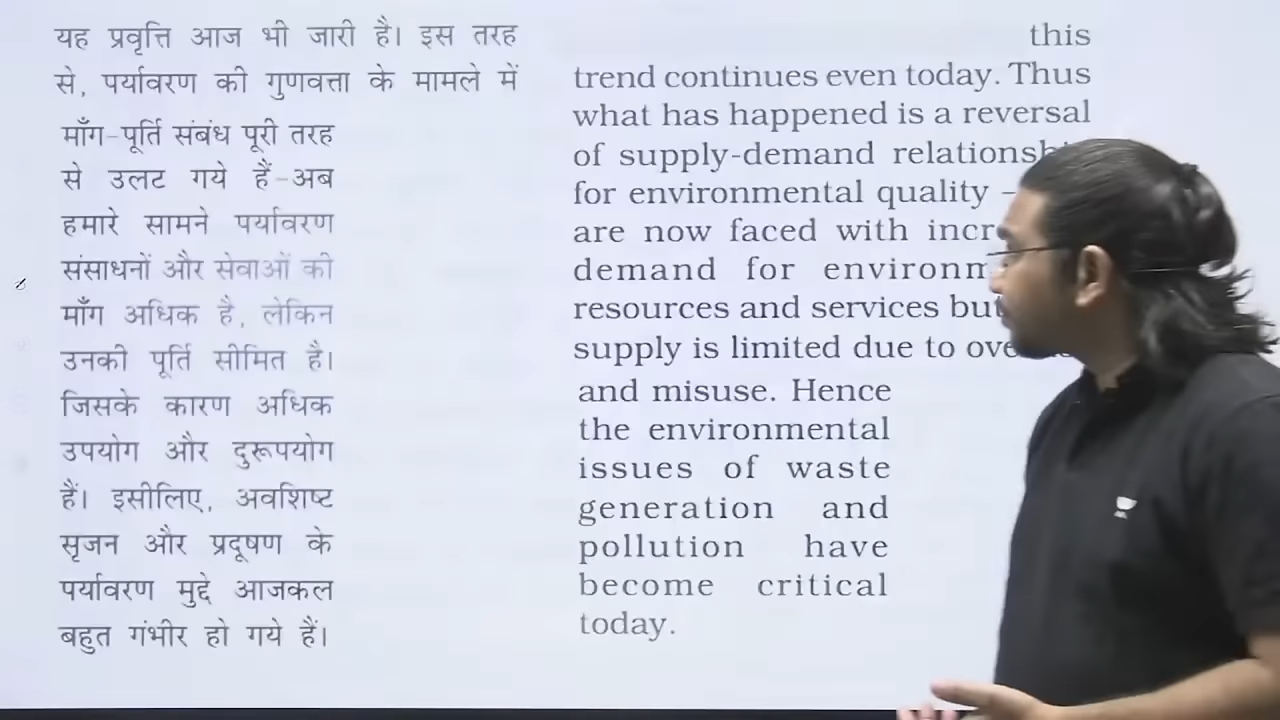 यह प्रवृत्ति आज भी जारी है। इस तरह
से, पर्यावरण की गुणवत्ता के मामले में
माँग-पूर्ति संबंध पूरी तरह
से उलट गये हैं-अब
हमारे सामने पर्यावरण
संसाधनों और सेवाओं की
माँग अधिक है, लेकिन
उनकी पूर्ति सीमित है।
जिसके कारण अधिक
उपयोग और दुरूपयोग
हैं। इसीलिए, अवशिष्ट
सृजन और प्रदूषण के
पर्यावरण मुद्दे आजकल
बहुत गंभीर हो गये हैं।
this
trend continues even today. Thus
what has happened is a reversal
of supply-demand
for environmental quality –
are now faced with
demand for
resources and services but
supply is limited due to
and misuse. Hence
the environmental
issues of waste
generation and
pollution have
become critical
today.